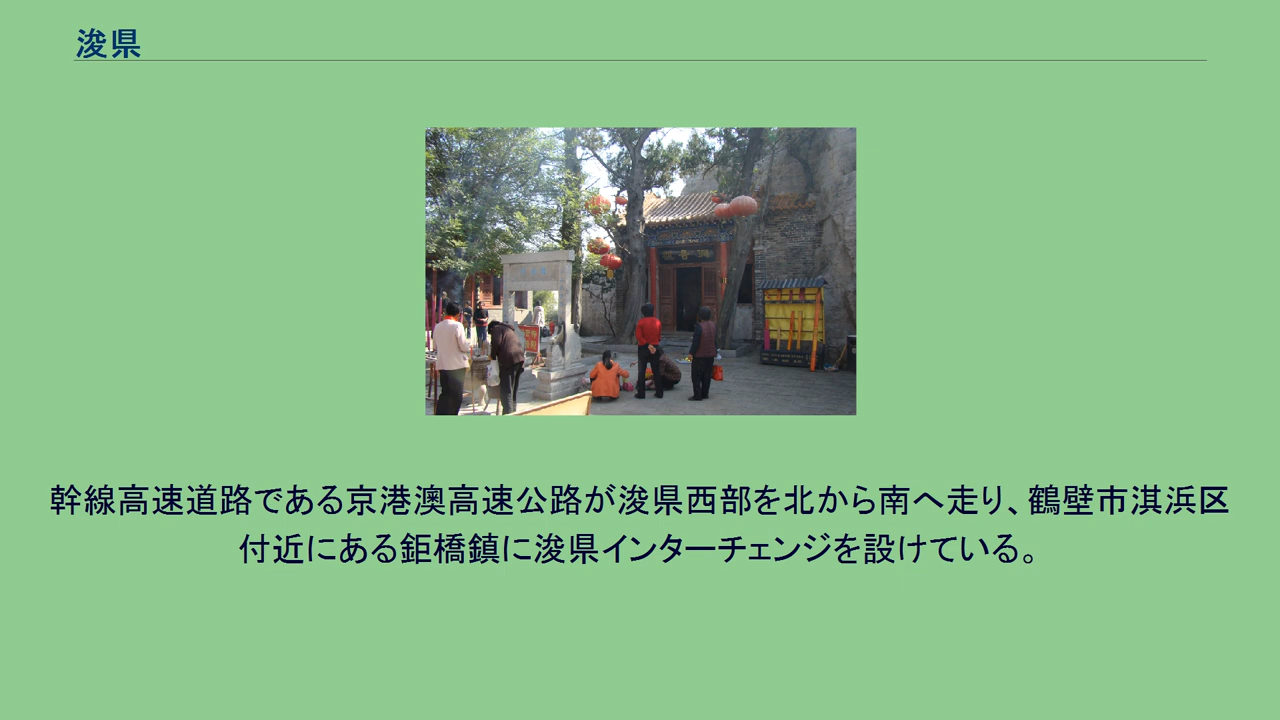 浚県
幹線高速道路である京港澳高速公路が浚県西部を北から南へ走り、鶴壁市淇浜区
付近にある鉅橋鎮に浚県インターチェンジを設けている。